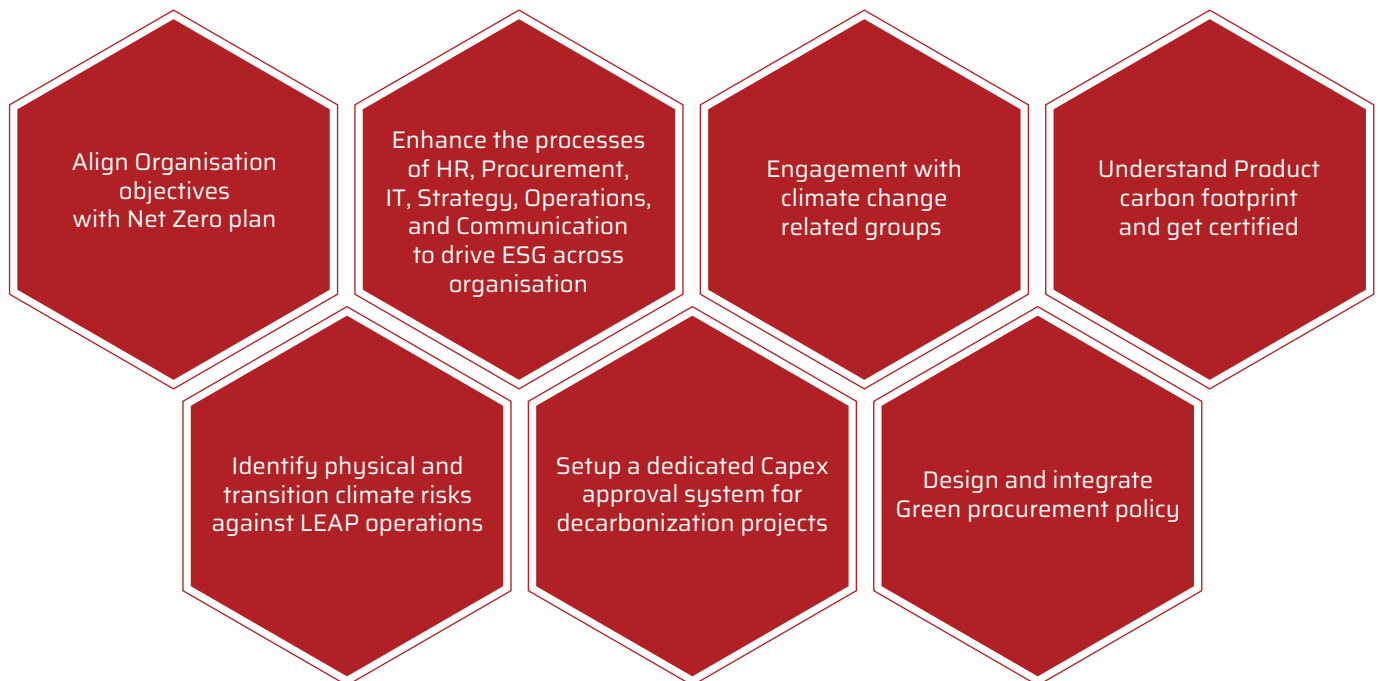 Align Organisation
objectives
with Net Zero plan
Enhance the processes
of HR, Procurement,
IT, Strategy, Operations,
and Communication
to drive ESG across
organisation
Engagement with
climate change
related groups
Understand Product
carbon footprint
and get certified
Identify physical and
transition climate risks
against LEAP operations
Setup a dedicated Capex
approval system for
decarbonization projects
Design and integrate
Green procurement policy